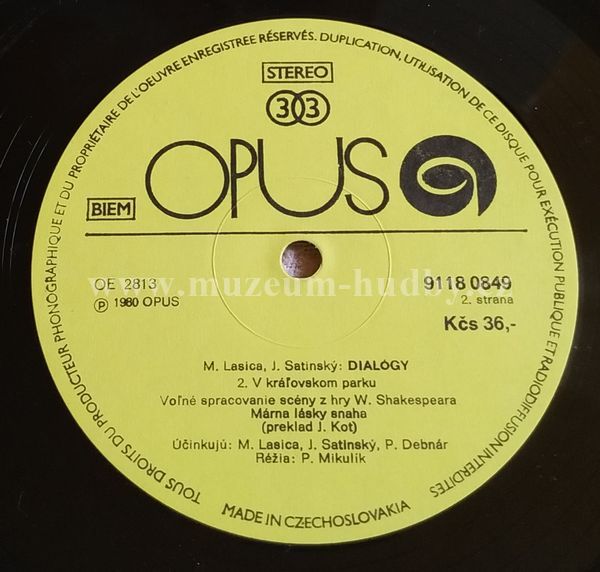 TOUS DROITS DU PRODUCTEUR PHONOGRAPHIQUE ET DU PROPRIÉTAIRE DE L'OEUVRE ENREGISTREE RÉSERVÉS. DUPLICATION, UTILISATION DE CE DISQUE POUR EXÉCUTION PUBLIQUE ET RADIODIFFUSION INTERDITES
STEREO
33
OPUS
BIEM
OE 2813
9118 0849
Ⓟ 1980 OPUS
2. strana
www.muzeum-hudby
Kčs 36,-
M. Lasica, J. Satinský: DIALÓGY
2. V kráľovskom parku
Voľné spracovanie scény z hry W. Shakespeara
Márna lásky snaha
(preklad J. Kot)
Účinkujú: M. Lasica, J. Satinský, P. Debnár
Réžia: P. Mikulík
MADE IN CZECHOSLOVAKIA